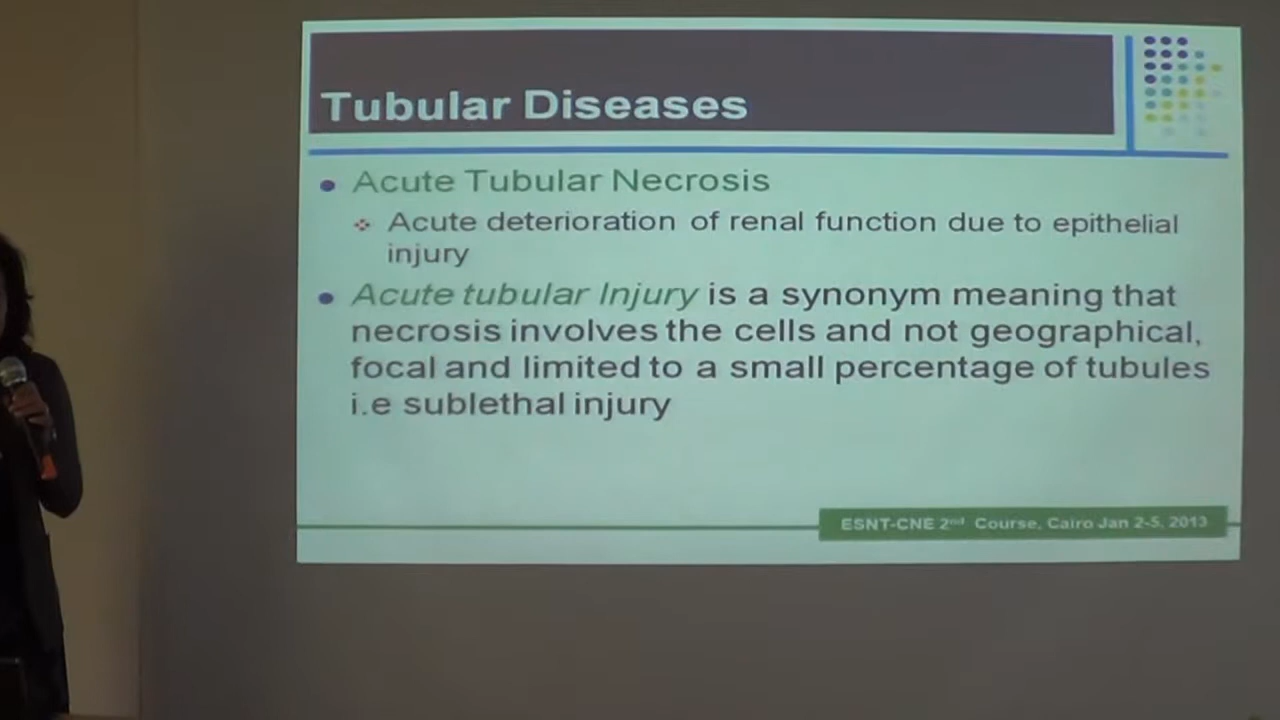 Tubular Diseases
Acute Tubular Necrosis
Acute deterioration of renal function due to epithelial
injury
Acute tubular Injury is a synonym meaning that
necrosis involves the cells and not geographical,
focal and limited to a small percentage of tubules
i.e sublethal injury
ESNT-CNE 2nd Course, Cairo Jan 2-5, 2013